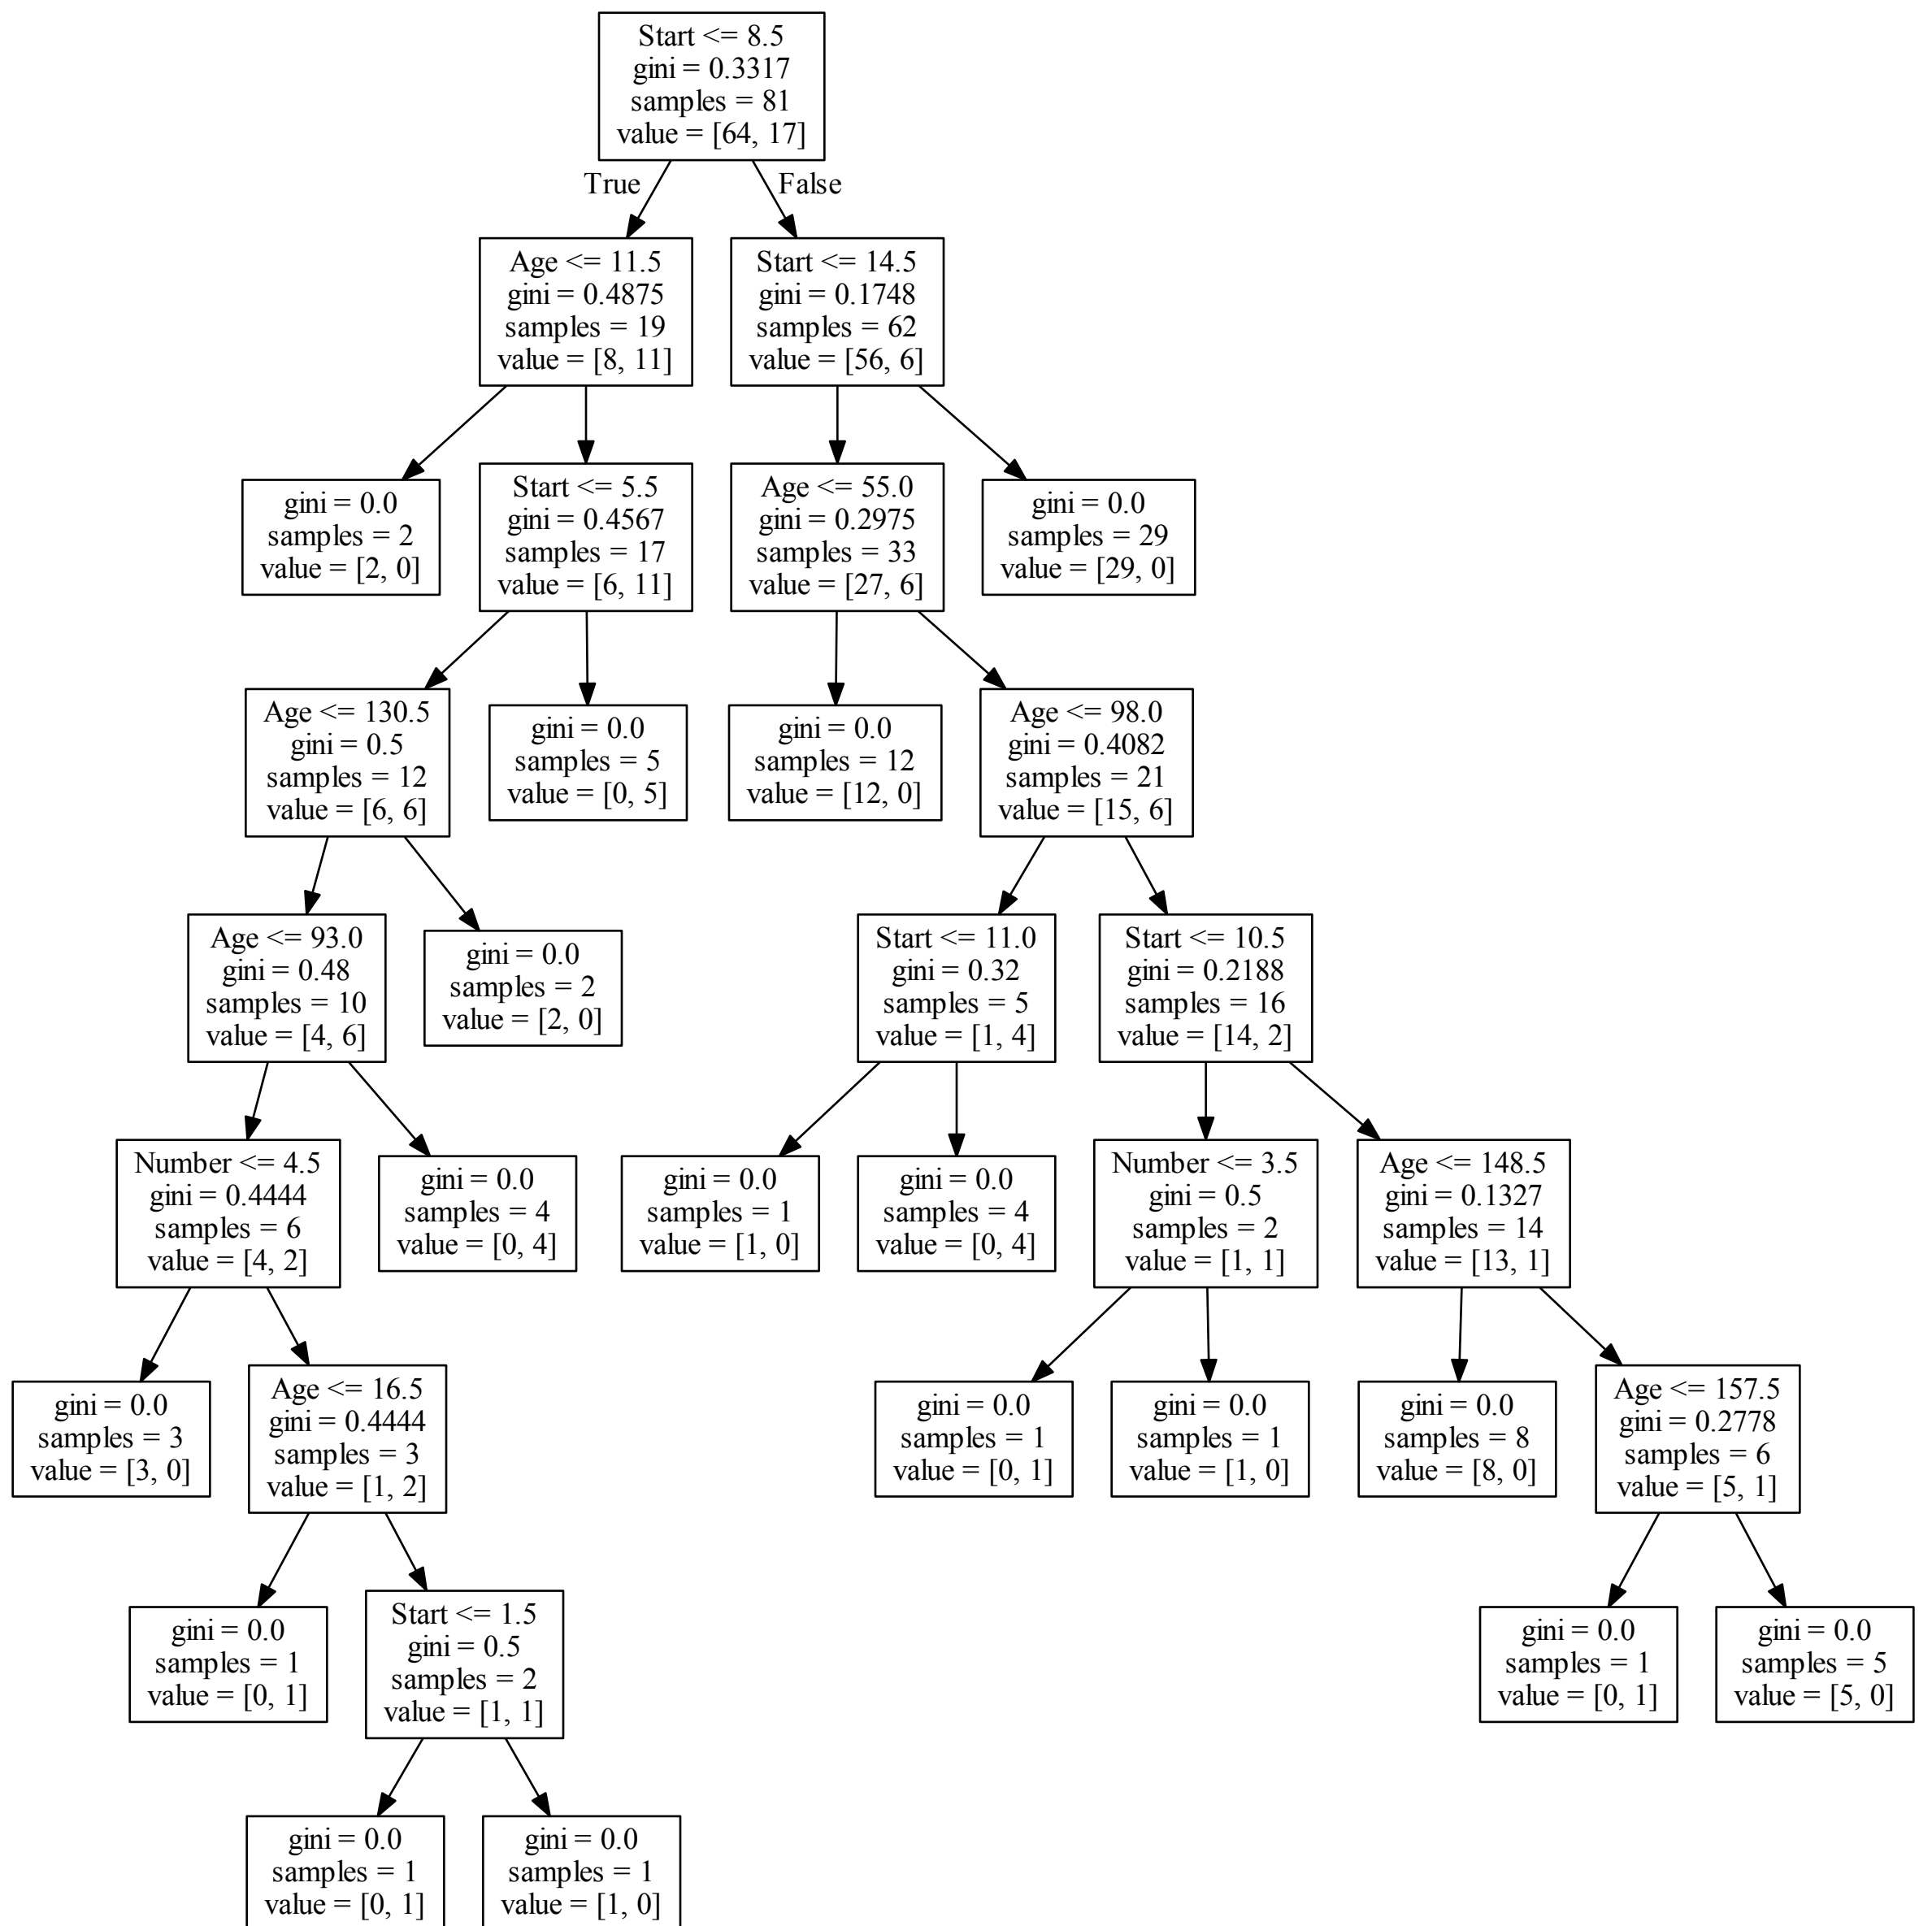 Start <= 8.5
gini = 0.3317
samples = 81
value = [64, 17]
True
False
Age <= 11.5
gini = 0.4875
samples = 19
value = [8, 11]
Start <= 14.5
gini = 0.1748
samples = 62
value = [56, 6]
gini = 0.0
samples = 2
value = [2, 0]
Start <= 5.5
gini = 0.4567
samples = 17
value = [6, 11]
Age <= 55.0
gini = 0.2975
samples = 33
value = [27, 6]
gini = 0.0
samples = 29
value = [29, 0]
Age <= 130.5
gini = 0.5
samples = 12
value = [6, 6]
gini = 0.0
samples = 5
value = [0, 5]
gini = 0.0
samples = 12
value = [12, 0]
Age <= 98.0
gini = 0.4082
samples = 21
value = [15, 6]
Age <= 93.0
gini = 0.48
samples = 10
value = [4, 6]
gini = 0.0
samples = 2
value = [2, 0]
Start <= 11.0
gini = 0.32
samples = 5
value = [1, 4]
Start <= 10.5
gini = 0.2188
samples = 16
value = [14, 2]
Number <= 4.5
gini = 0.4444
samples = 6
value = [4, 2]
gini = 0.0
samples = 4
value = [0, 4]
gini = 0.0
samples = 1
value = [1, 0]
gini = 0.0
samples = 4
value = [0, 4]
Number <= 3.5
gini = 0.5
samples = 2
value = [1, 1]
Age <= 148.5
gini = 0.1327
samples = 14
value = [13, 1]
gini = 0.0
samples = 3
value = [3, 0]
Age <= 16.5
gini = 0.4444
samples = 3
value = [1, 2]
gini = 0.0
samples = 1
value = [0, 1]
gini = 0.0
samples = 1
value = [1, 0]
gini = 0.0
samples = 8
value = [8, 0]
Age <= 157.5
gini = 0.2778
samples = 6
value = [5, 1]
gini = 0.0
samples = 1
value = [0, 1]
Start <= 1.5
gini = 0.5
samples = 2
value = [1, 1]
gini = 0.0
samples = 1
value = [0, 1]
gini = 0.0
samples = 5
value = [5, 0]
gini = 0.0
samples = 1
value = [0, 1]
gini = 0.0
samples = 1
value = [1, 0]